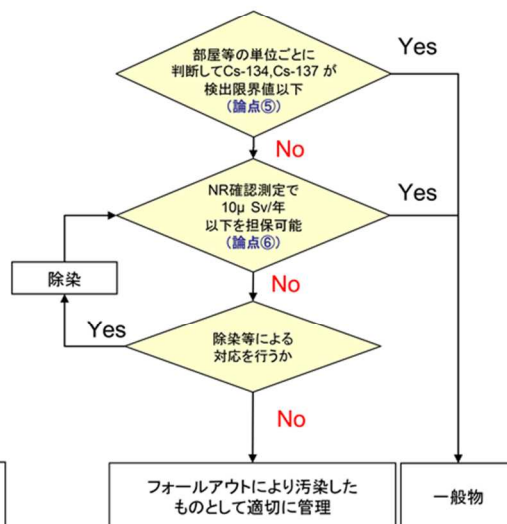 部屋等の単位ごとに
判断してCs-134,Cs-137 が
検出限界値以下
(論点⑤)
Yes
No
NR確認測定で
10μ Sv/年
以下を担保可能
(論点⑥)
Yes
除染
No
Yes
除染等による
対応を行うか
No
フォールアウトにより汚染した
ものとして適切に管理
一般物